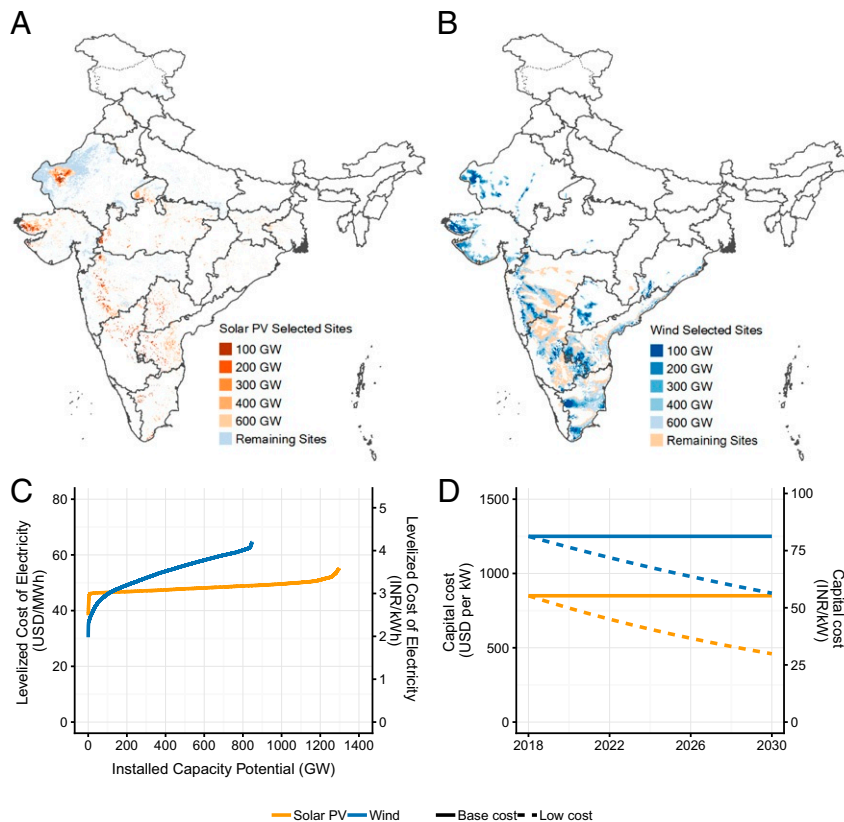 A
B
Solar PV Selected Sites
100 GW
200 GW
300 GW
400 GW
600 GW
Remaining Sites
Wind Selected Sites
100 GW
200 GW
300 GW
400 GW
600 GW
Remaining Sites
C
Levelized Cost of Electricity
(USD/MWh)
80
60
40
20
0
5
4
3
2
1
0
Levelized Cost of Electricity
(INR/kWh)
0 200 400 600 800 1000 1200 1400
Installed Capacity Potential (GW)
D
Capital cost
(USD per kW)
1500
1000
500
0
100
75
50
25
0
Capital cost
(INR/kW)
2018 2022 2026 2030
Solar PV Wind Base cost Low cost